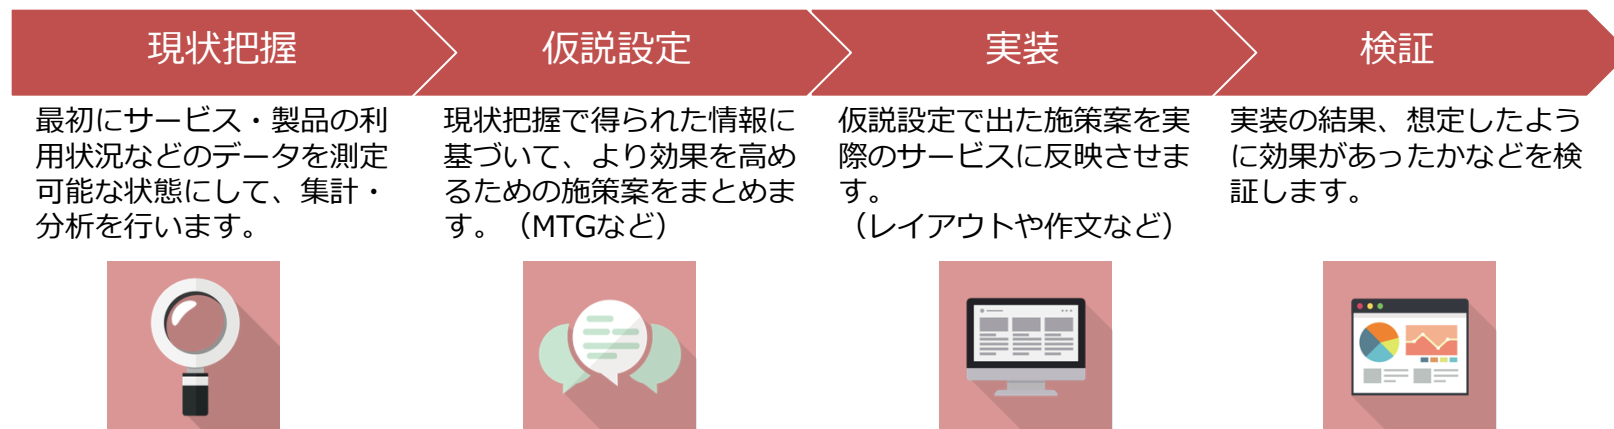 現状把握
仮説設定
実装
検証
最初にサービス・製品の利
用状況などのデータを測定
可能な状態にして、集計・
分析を行います。
現状把握で得られた情報に
基づいて、より効果を高め
るための施策案をまとめま
す。（MTGなど）
仮説設定で出た施策案を実
際のサービスに反映させま
す。
（レイアウトや作文など）
実装の結果、想定したよう
に効果があったかなどを検
証します。